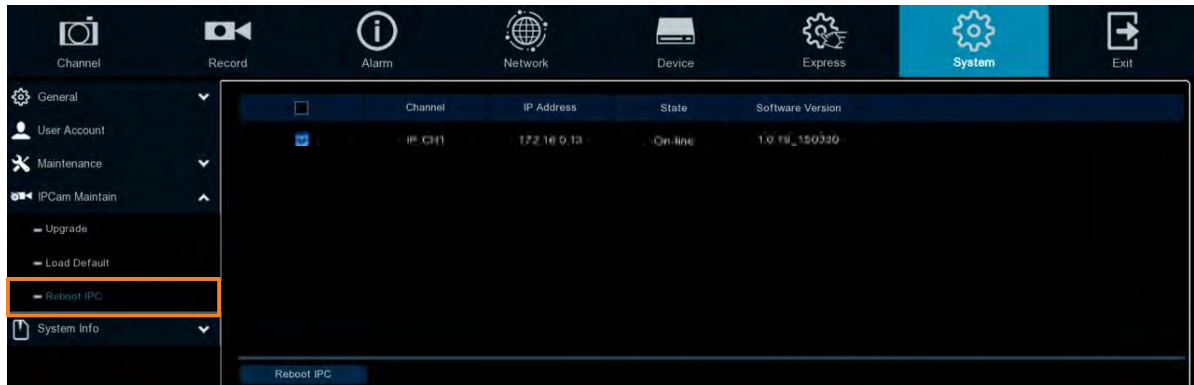 Channel Record Alarm Network Device Express System Exit
General
User Account
Maintenance
IPCam Maintain
Upgrade
Load Default
Reboot IPC
System Info
Channel IP Address State Software Version
IP CH1 172.16.0.13 On-line
Reboot IPC